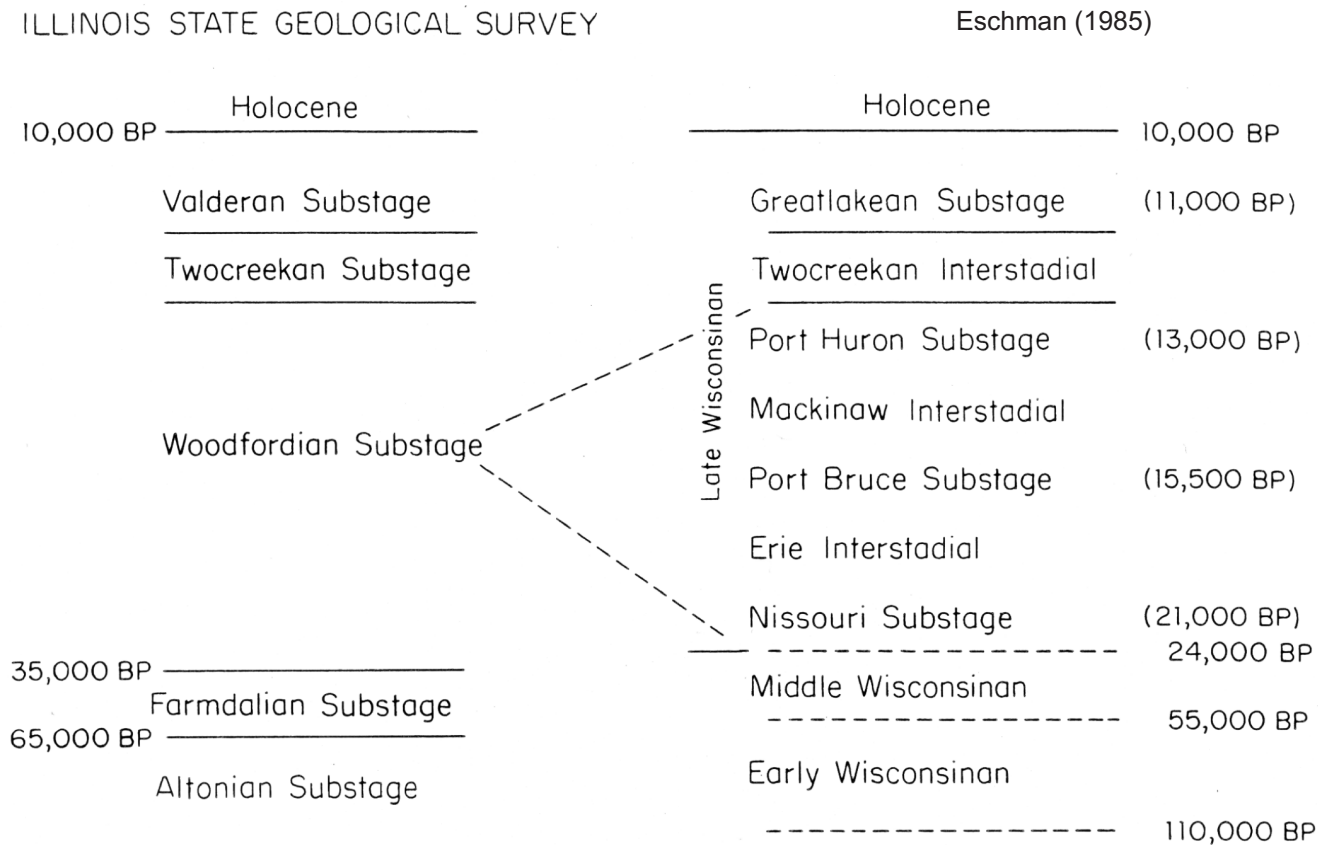 ILLINOIS STATE GEOLOGICAL SURVEY
Eschman (1985)
Holocene
10,000 BP
Valderan Substage
Twocreekan Substage
Woodfordian Substage
35,000 BP
Farmdalian Substage
65,000 BP
Altonian Substage
Holocene
10,000 BP
Greatlakean Substage (11,000 BP)
Twocreekan Interstadial
Late Wisconsinan
Port Huron Substage (13,000 BP)
Mackinaw Interstadial
Port Bruce Substage (15,500 BP)
Erie Interstadial
Nissouri Substage (21,000 BP)
24,000 BP
Middle Wisconsinan
55,000 BP
Early Wisconsinan
110,000 BP